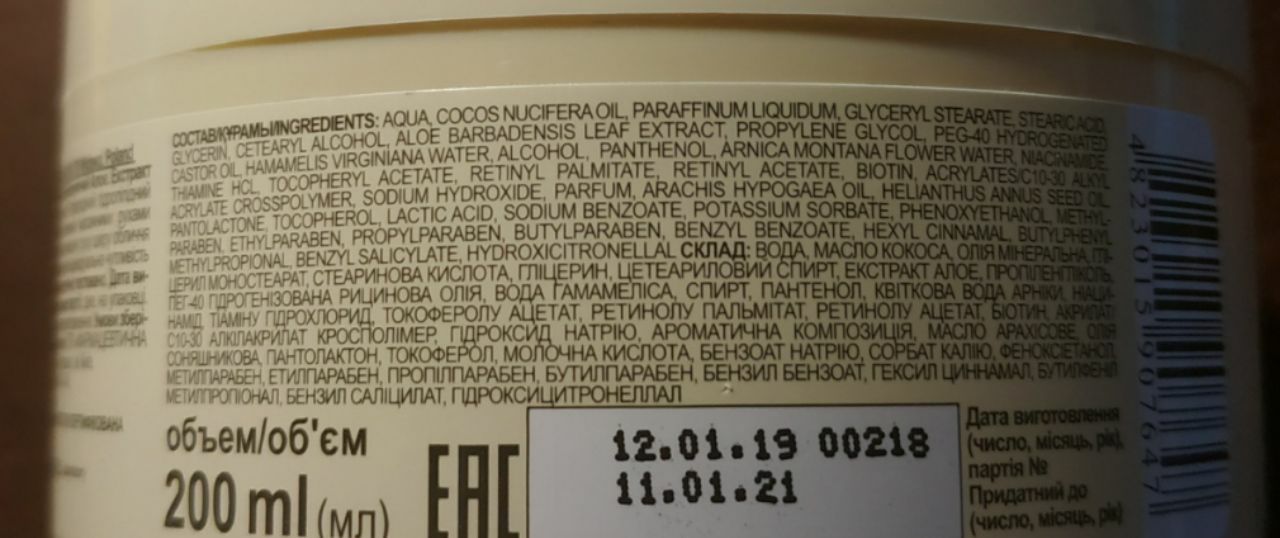 СОСТАВ/ҚҰРАМЫ/INGREDIENTS: AQUA, COCOS NUCIFERA OIL, PARAFFINUM LIQUIDUM, GLYCERYL STEARATE, STEARIC ACID,
GLYCERIN, CETEARYL ALCOHOL, ALOE BARBADENSIS LEAF EXTRACT, PROPYLENE GLYCOL, PEG-40 HYDROGENATED
CASTOR OIL, HAMAMELIS VIRGINIANA WATER, ALCOHOL, PANTHENOL, ARNICA MONTANA FLOWER WATER, NIACINAMIDE,
THIAMINE HCL, TOCOPHERYL ACETATE, RETINYL PALMITATE, RETINYL ACETATE, BIOTIN, ACRYLATES/C10-30 ALKYL
ACRYLATE CROSSPOLYMER, SODIUM HYDROXIDE, PARFUM, ARACHIS HYPOGAEA OIL, HELIANTHUS ANNUS SEED OIL,
PANTOLACTONE, TOCOPHEROL, LACTIC ACID, SODIUM BENZOATE, POTASSIUM SORBATE, PHENOXYETHANOL, METHYL-
PARABEN, ETHYLPARABEN, PROPYLPARABEN, BUTYLPARABEN, BENZYL BENZOATE, HEXYL CINNAMAL, BUTYLPHENYL
METHYLPROPIONAL, BENZYL SALICYLATE, HYDROXICITRONELLAL СКЛАД: ВОДА, МАСЛО КОКОСА, ОЛІЯ МІНЕРАЛЬНА, ГЛІ-
ЦЕРИЛ МОНОСТЕАРАТ, СТЕАРИНОВА КИСЛОТА, ГЛІЦЕРИН, ЦЕТЕАРИЛОВИЙ СПИРТ, ЕКСТРАКТ АЛОЕ, ПРОПІЛЕНГЛІКОЛЬ,
ПЕГ-40 ГІДРОГЕНІЗОВАНА РИЦИНОВА ОЛІЯ, ВОДА ГАМАМЕЛІСА, СПИРТ, ПАНТЕНОЛ, КВІТКОВА ВОДА АРНІКИ, НІАЦИ-
НАМІД, ТІАМІНУ ГІДРОХЛОРИД, ТОКОФЕРОЛУ АЦЕТАТ, РЕТИНОЛУ ПАЛЬМІТАТ, РЕТИНОЛУ АЦЕТАТ, БІОТИН, АКРИЛАТ/
С10-30 АЛКІЛАКРИЛАТ КРОСПОЛІМЕР, ГІДРОКСИД НАТРІЮ, АРОМАТИЧНА КОМПОЗИЦІЯ, МАСЛО АРАХІСОВЕ, ОЛІЯ
СОНЯШНИКОВА, ПАНТОЛАКТОН, ТОКОФЕРОЛ, МОЛОЧНА КИСЛОТА, БЕНЗОАТ НАТРІЮ, СОРБАТ КАЛІЮ, ФЕНОКСІЕТАНОЛ,
МЕТИЛПАРАБЕН, ЕТИЛПАРАБЕН, ПРОПІЛПАРАБЕН, БУТИЛПАРАБЕН, БЕНЗИЛ БЕНЗОАТ, ГЕКСИЛ ЦИННАМАЛ, БУТИЛФЕНІЛ
МЕТИЛПРОПІОНАЛ, БЕНЗИЛ САЛІЦИЛАТ, ГІДРОКСИЦИТРОНЕЛЛАЛ
объем/об'єм
200 ml (мл)
EAC
12.01.19 00218
11.01.21
Дата виготовлення
(число, місяць, рік),
партія №
Придатний до
(число, місяць, рік)
4823015907647